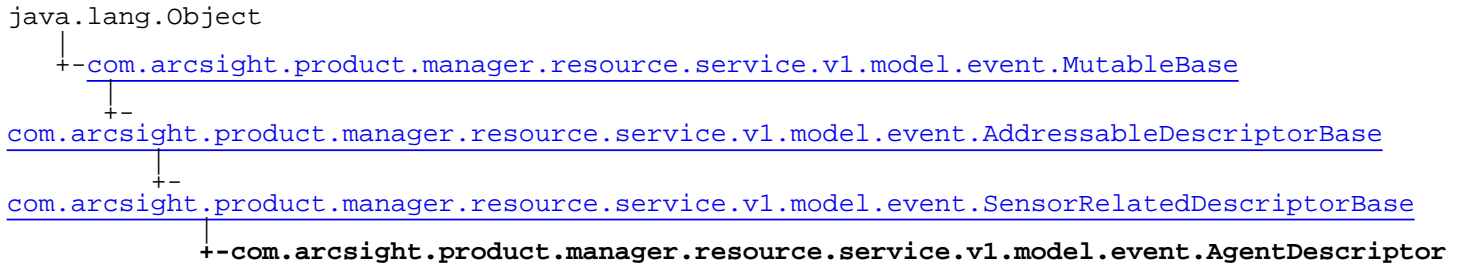 java.lang.Object
+-com.arcsight.product.manager.resource.service.v1.model.event.MutableBase
+-
com.arcsight.product.manager.resource.service.v1.model.event.AddressableDescriptorBase
+-
com.arcsight.product.manager.resource.service.v1.model.event.SensorRelatedDescriptorBase
+-com.arcsight.product.manager.resource.service.v1.model.event.AgentDescriptor